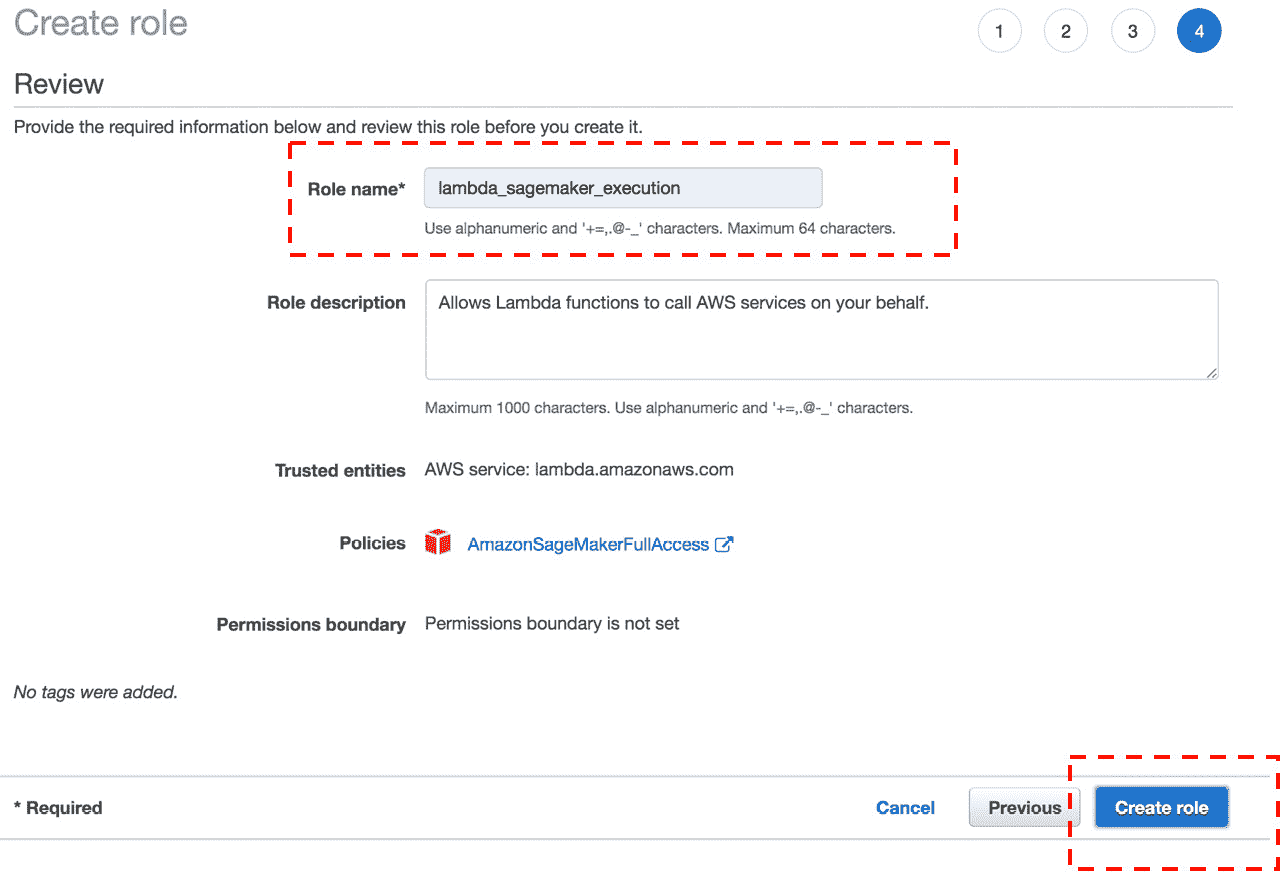 Create role
1 2 3 4
Review
Provide the required information below and review this role before you create it.
Role name* lambda_sagemaker_execution
Use alphanumeric and '+=,.@-_' characters. Maximum 64 characters.
Role description Allows Lambda functions to call AWS services on your behalf.
Maximum 1000 characters. Use alphanumeric and '+=,.@-_' characters.
Trusted entities AWS service: lambda.amazonaws.com
Policies AmazonSageMakerFullAccess
Permissions boundary Permissions boundary is not set
No tags were added.
* Required Cancel Previous Create role